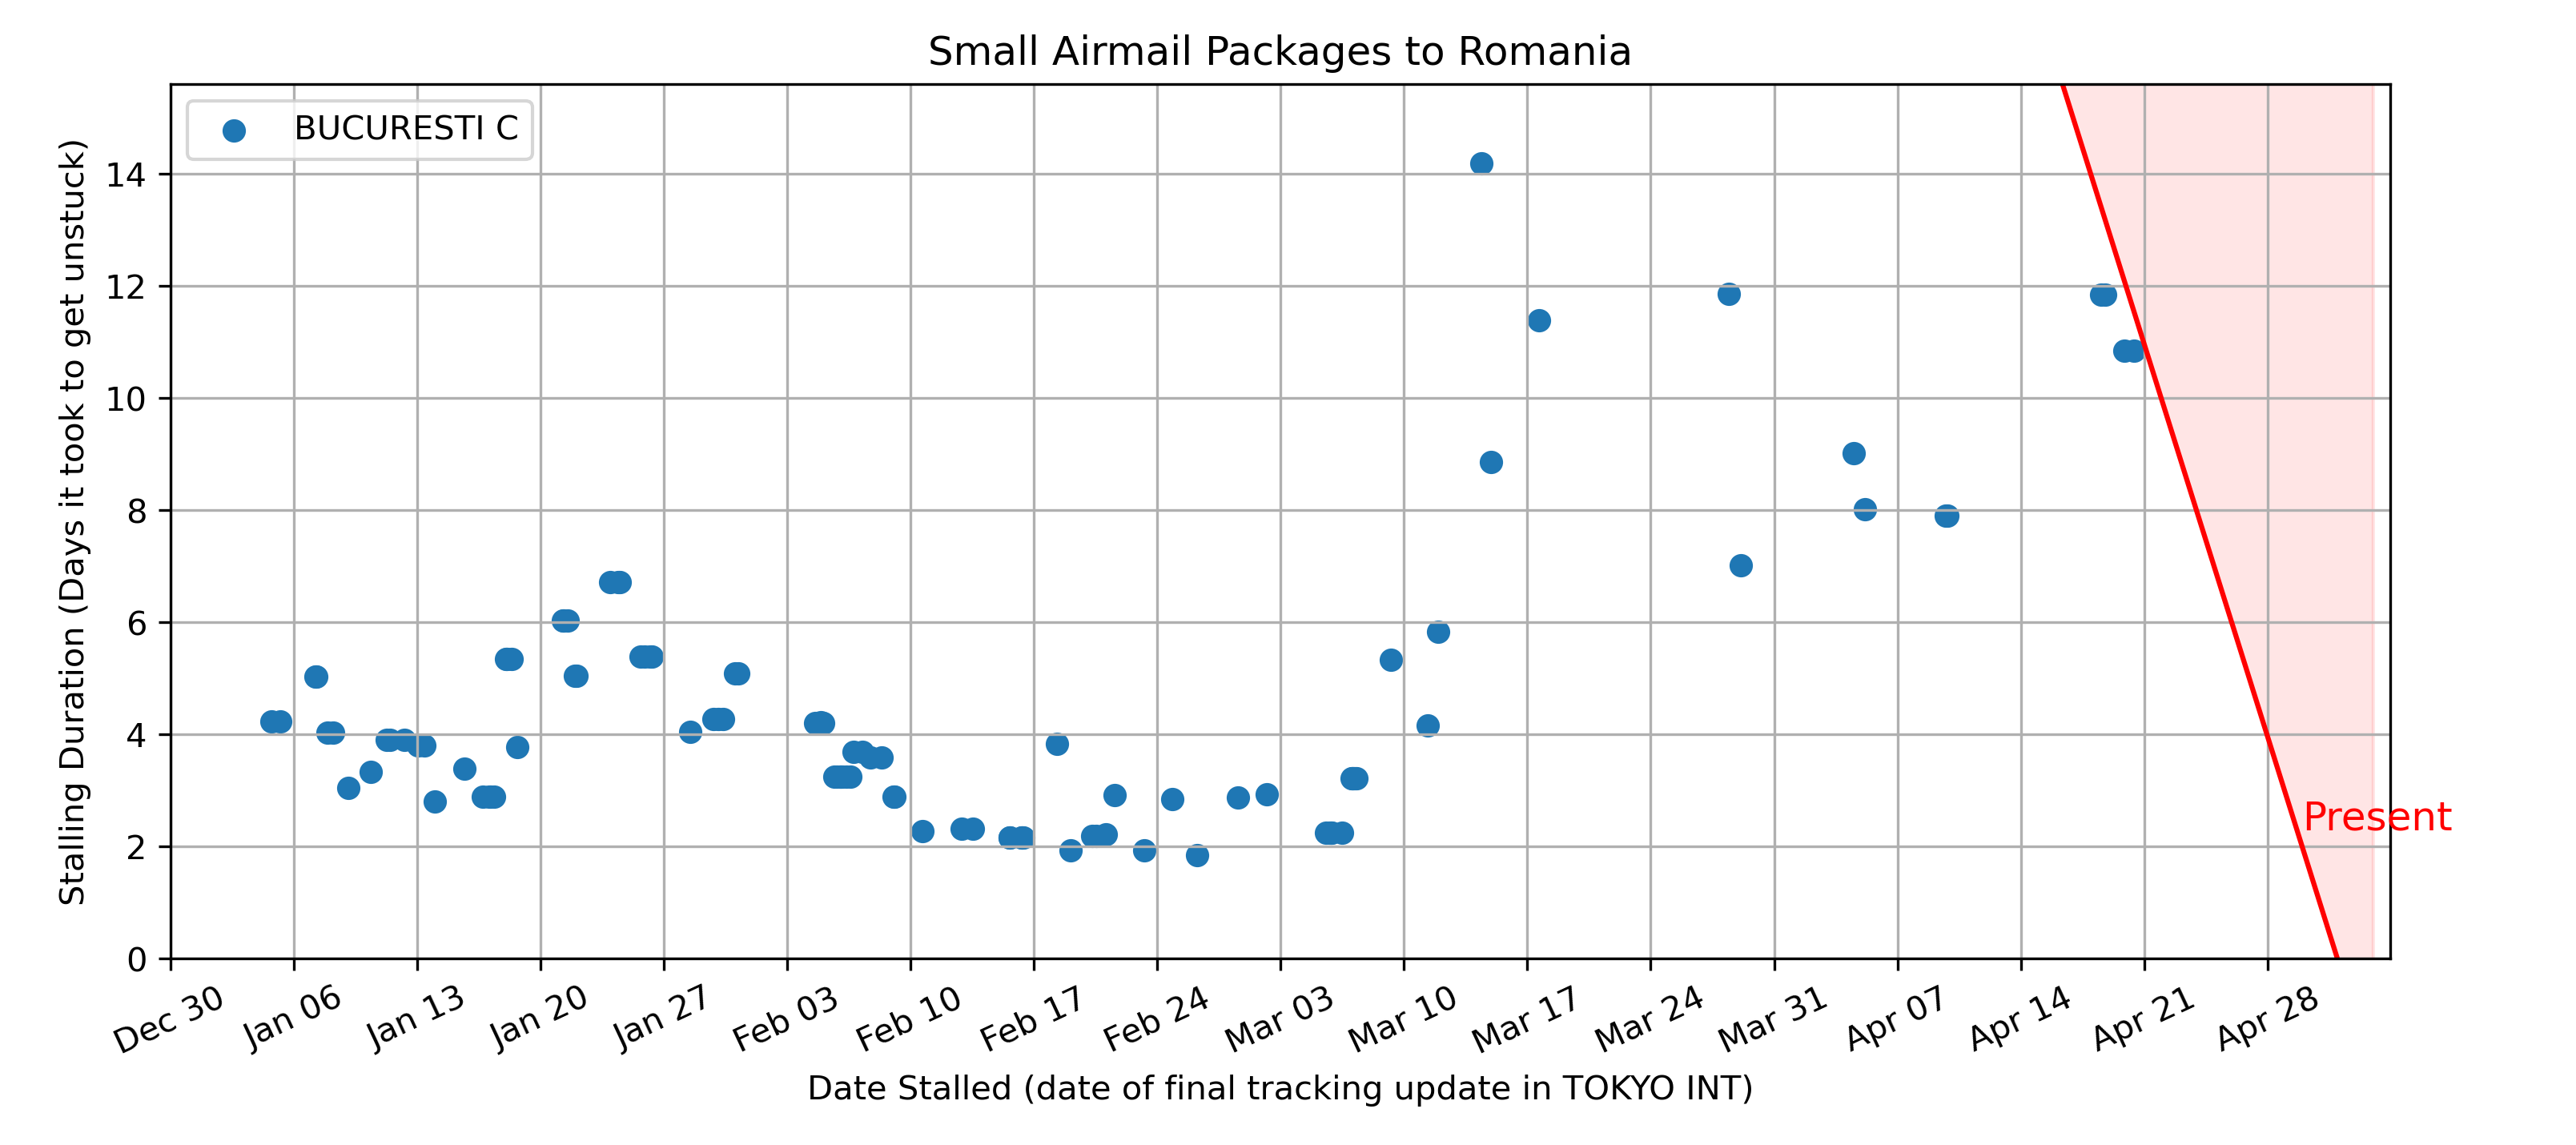 Small Airmail Packages to Romania
BUCURESTI C
Stalling Duration (Days it took to get unstuck)
14
12
10
8
6
4
2
0
Present
Dec 30
Jan 06
Jan 13
Jan 20
Jan 27
Feb 03
Feb 10
Feb 17
Feb 24
Mar 03
Mar 10
Mar 17
Mar 24
Mar 31
Apr 07
Apr 14
Apr 21
Apr 28
Date Stalled (date of final tracking update in TOKYO INT)